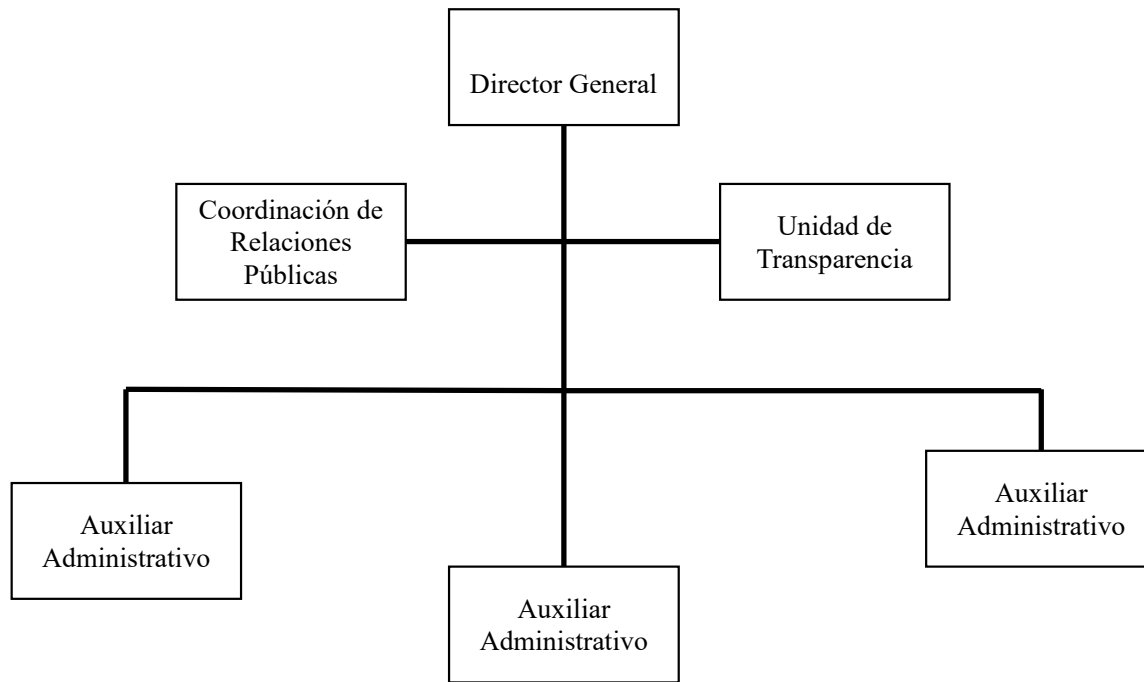 Director General
Coordinación de
Relaciones
Públicas
Unidad de
Transparencia
Auxiliar
Administrativo
Auxiliar
Administrativo
Auxiliar
Administrativo